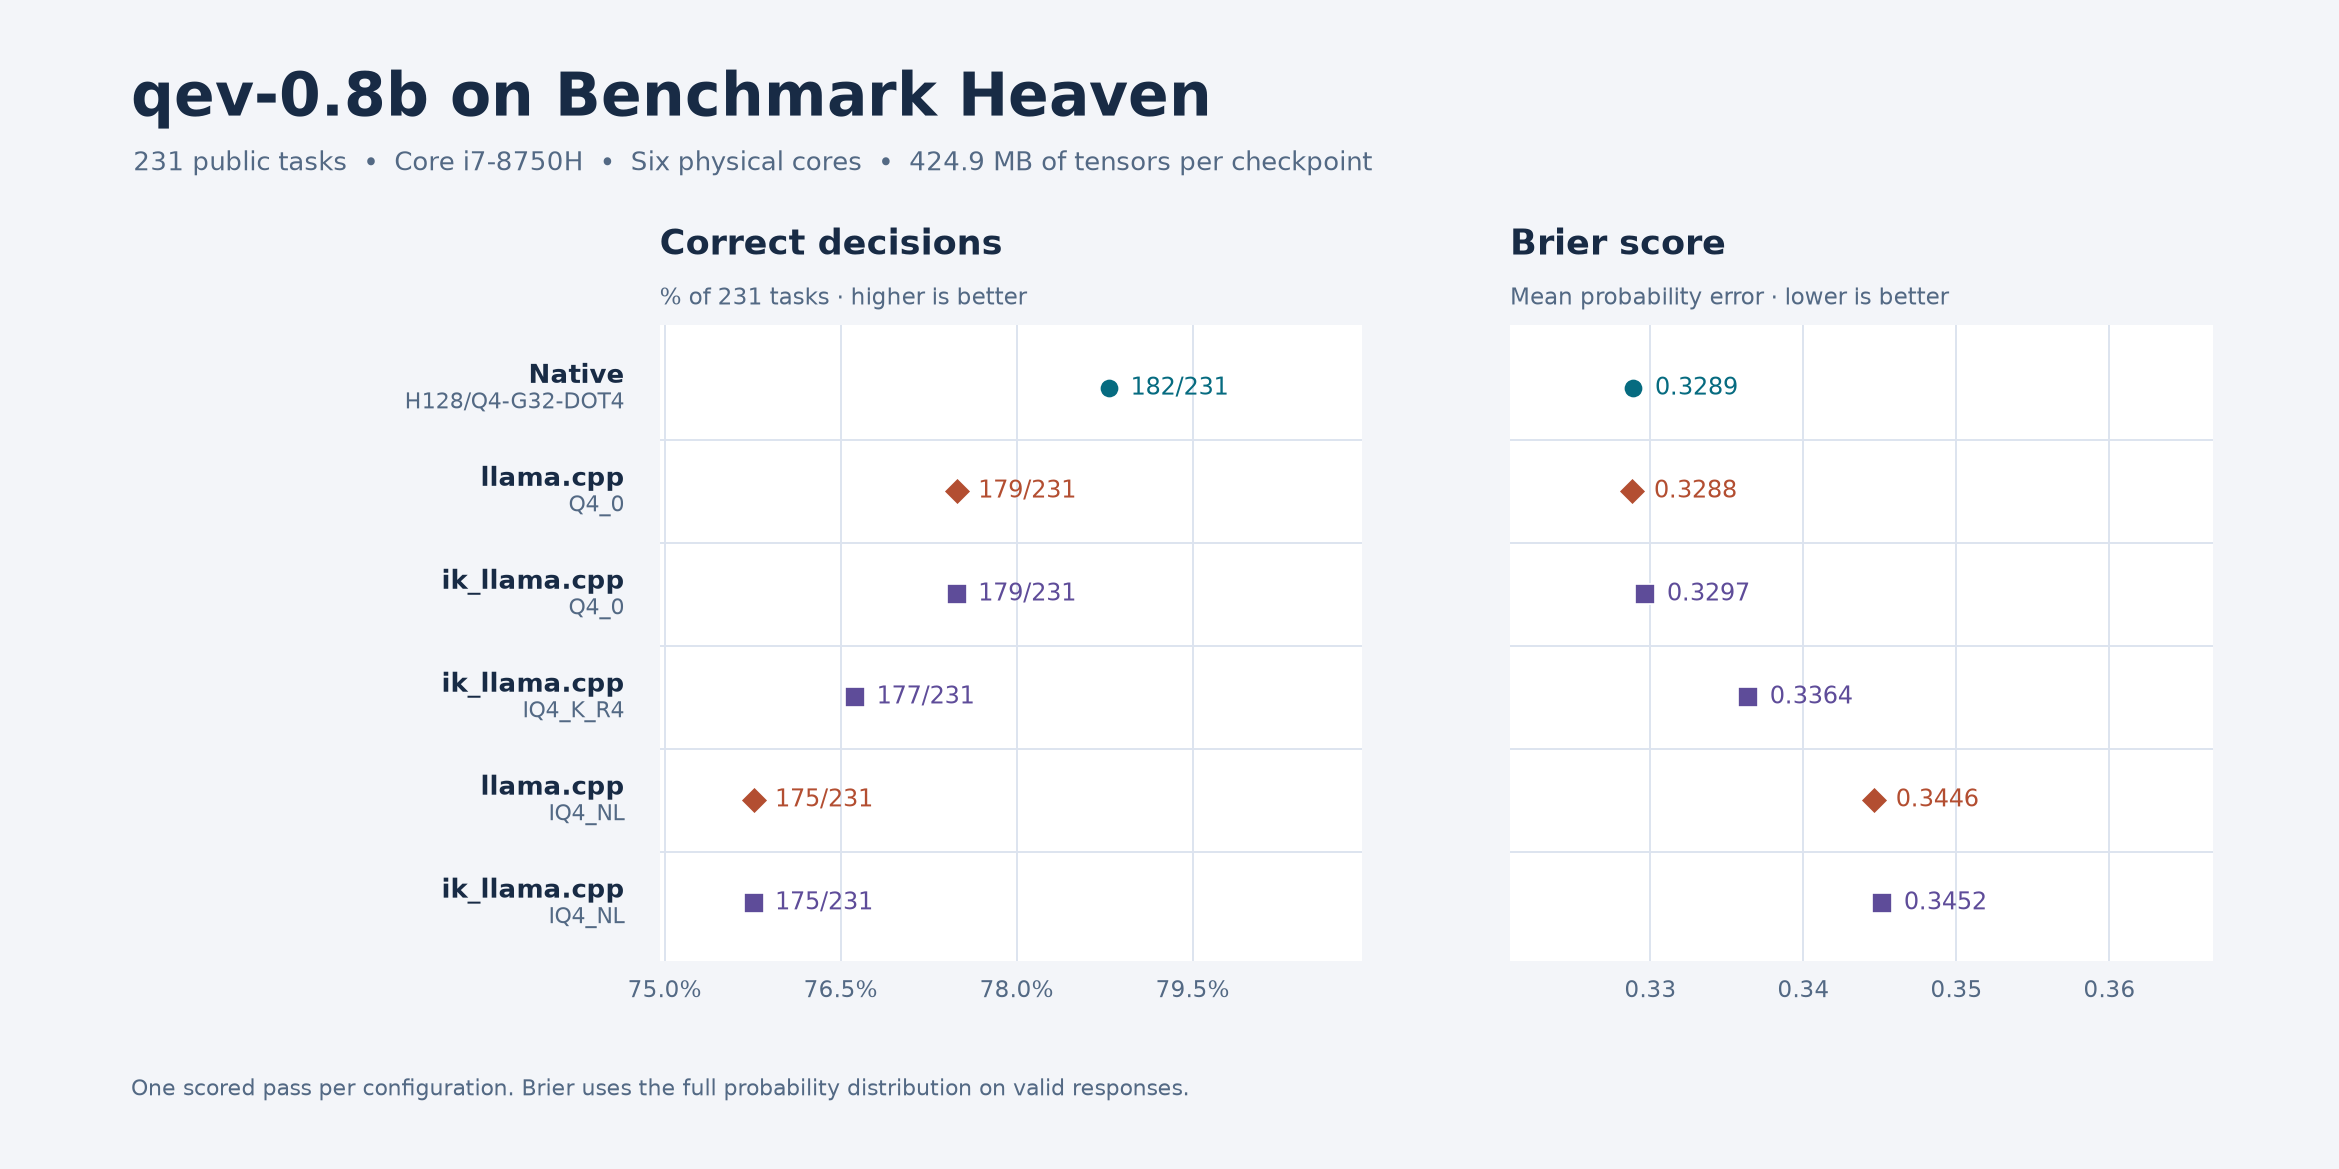 qev-0.8b on Benchmark Heaven
231 public tasks • Core i7-8750H • Six physical cores • 424.9 MB of tensors per checkpoint
Correct decisions
% of 231 tasks · higher is better
Brier score
Mean probability error · lower is better
Native
H128/Q4-G32-DOT4
182/231
0.3289
llama.cpp
Q4_0
179/231
0.3288
ik_llama.cpp
Q4_0
179/231
0.3297
ik_llama.cpp
IQ4_K_R4
177/231
0.3364
llama.cpp
IQ4_NL
175/231
0.3446
ik_llama.cpp
IQ4_NL
175/231
0.3452
75.0% 76.5% 78.0% 79.5%
0.33 0.34 0.35 0.36
One scored pass per configuration. Brier uses the full probability distribution on valid responses.